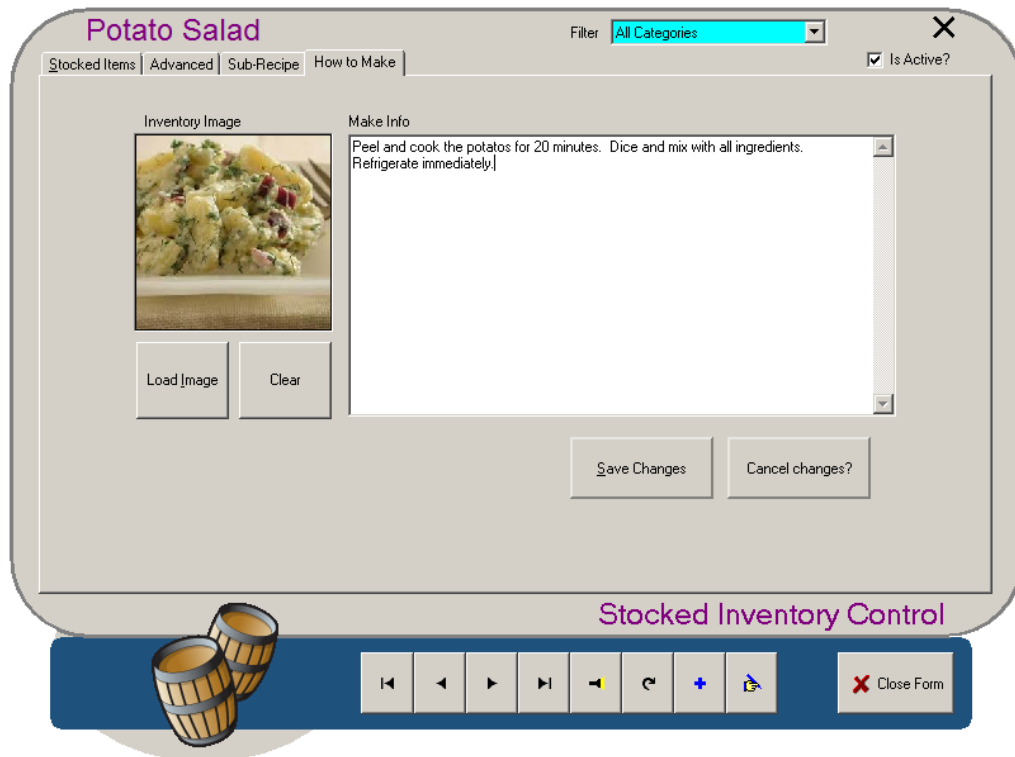 Potato Salad
Filter
All Categories
Stocked Items
Advanced
Sub-Recipe
How to Make
Is Active?
Inventory Image
Make Info
Peel and cook the potatos for 20 minutes.  Dice and mix with all ingredients.
Refrigerate immediately.
Load Image
Clear
Save Changes
Cancel changes?
Stocked Inventory Control
Close Form